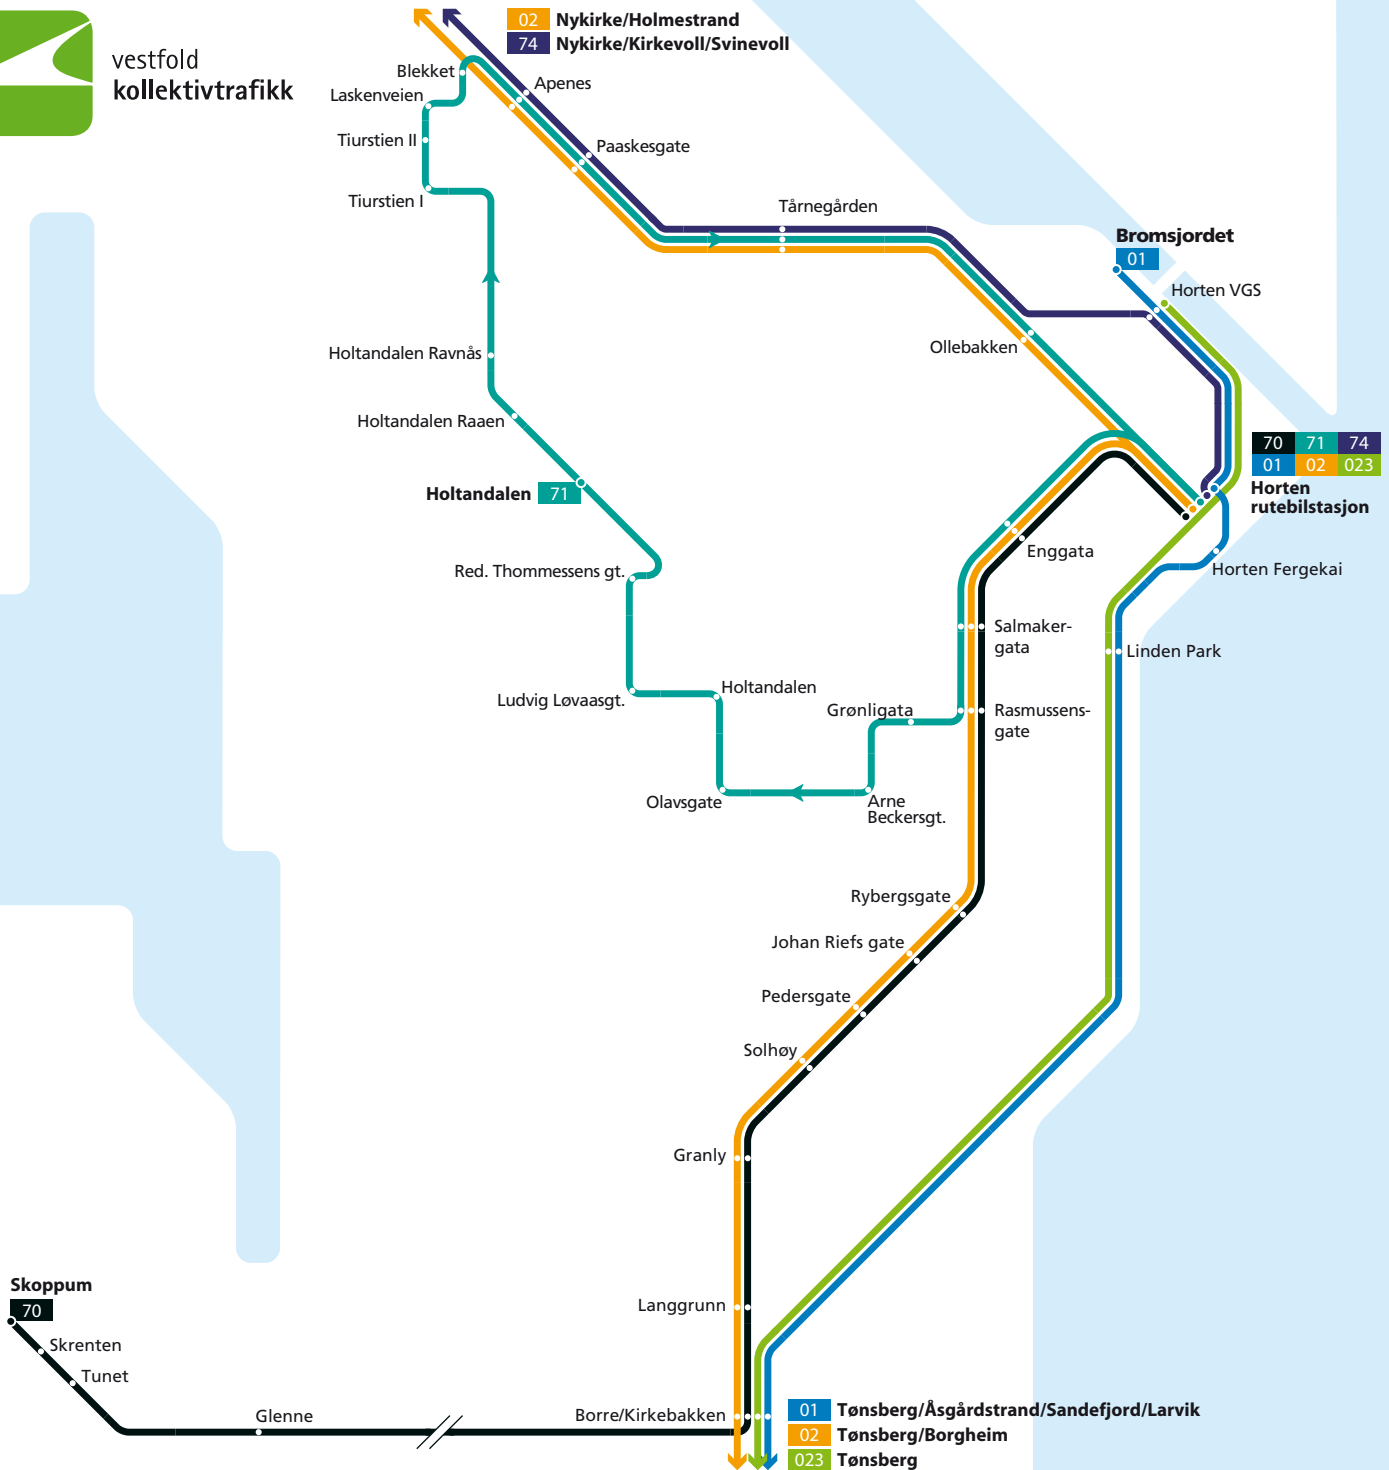 vestfold
kollektivtrafikk
02 Nykirke/Holmestrand
74 Nykirke/Kirkevoll/Svinevoll
Blekket
Apenes
Laskenveien
Tiurstien II
Paaskesgate
Tiurstien I
Tårnegården
Bromsjordet
01
Horten VGS
Ollebakken
Holtandalen Ravnås
Holtandalen Raaen
70 71 74
01 02 023
Horten
rutebilstasjon
Holtandalen 71
Enggata
Horten Fergekai
Red. Thommessens gt.
Salmaker-
gata
Linden Park
Ludvig Løvaasgt.
Holtandalen
Grønligata
Rasmussens-
gate
Olavsgate
Arne
Beckersgt.
Rybergsgate
Johan Riefs gate
Pedersgate
Solhøy
Granly
Skoppum
70
Langgrunn
Skrenten
Tunet
Glenne
Borre/Kirkebakken
01 Tønsberg/Åsgårdstrand/Sandefjord/Larvik
02 Tønsberg/Borgheim
023 Tønsberg